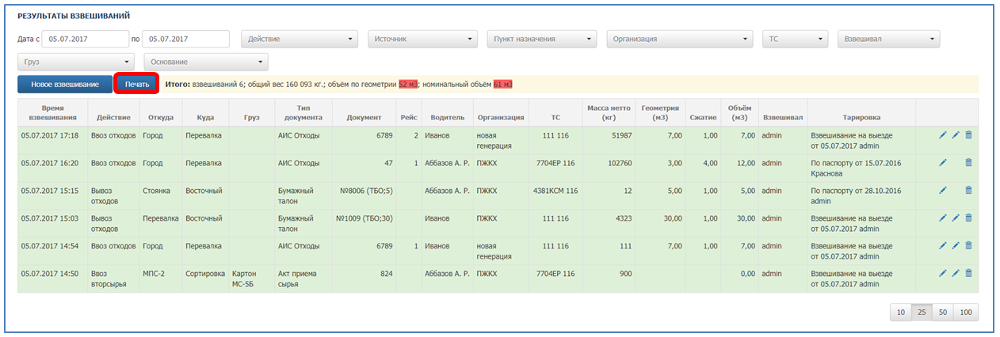 РЕЗУЛЬТАТЫ ВЗВЕШИВАНИЙ
Дата с 05.07.2017 по 05.07.2017 Действие Источник Пункт назначения Организация ТС Взвешивал
Груз Основание
Новое взвешивание Печать Итого: взвешиваний 6; общий вес 160 093 кг.; объём по геометрии 52 м3; номинальный объём 61 м3
Время взвешивания Действие Откуда Куда Груз Тип документа Документ Рейс Водитель Организация ТС Масса нетто (кг) Геометрия (м3) Сжатие Объём (м3) Взвешивал Тарировка
05.07.2017 17:18 Ввоз отходов Город Перевалка АИС Отходы 6789 2 Иванов новая генерация 111 116 51987 7,00 1,00 7,00 admin Взвешивание на выезде от 05.07.2017 admin
05.07.2017 16:20 Ввоз отходов Город Перевалка АИС Отходы 47 1 Аббазов А. Р. ПЖКХ 7704ЕР 116 102760 3,00 4,00 12,00 admin По паспорту от 15.07.2016 Краснова
05.07.2017 15:15 Вывоз отходов Стоянка Восточный Бумажный талон №8006 (ТБО;5) Аббазов А. Р. ПЖКХ 4381КСМ 116 12 5,00 1,00 5,00 admin По паспорту от 28.10.2016 admin
05.07.2017 15:03 Вывоз отходов Перевалка Восточный Бумажный талон №1009 (ТБО;30) Иванов ПЖКХ 111 116 4323 30,00 1,00 30,00 admin Взвешивание на выезде от 05.07.2017 admin
05.07.2017 14:54 Ввоз отходов Город Перевалка АИС Отходы 6789 1 Иванов новая генерация 111 116 111 7,00 1,00 7,00 admin Взвешивание на выезде от 05.07.2017 admin
05.07.2017 14:50 Ввоз вторсырья МПС-2 Сортировка Картон МС-5Б Акт приема сырья 824 Аббазов А. Р. ПЖКХ 7704ЕР 116 900 0,00 admin Взвешивание на выезде от 05.07.2017 admin
10 25 50 100